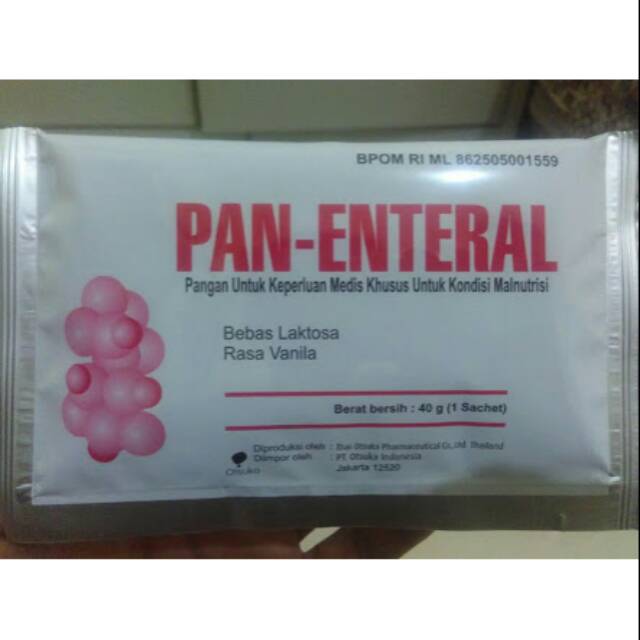 BPOM RI ML 862505001559
PAN-ENTERAL
Pangan Untuk Keperluan Medis Khusus Untuk Kondisi Malnutrisi
Bebas Laktosa
Rasa Vanila
Berat bersih : 40 g (1 Sachet)
Diproduksi oleh : Otsuka Pharmaceutical Co., Ltd Thailand
Diimpor oleh : PT. Otsuka Indonesia
Jakarta 12520
Otsuka